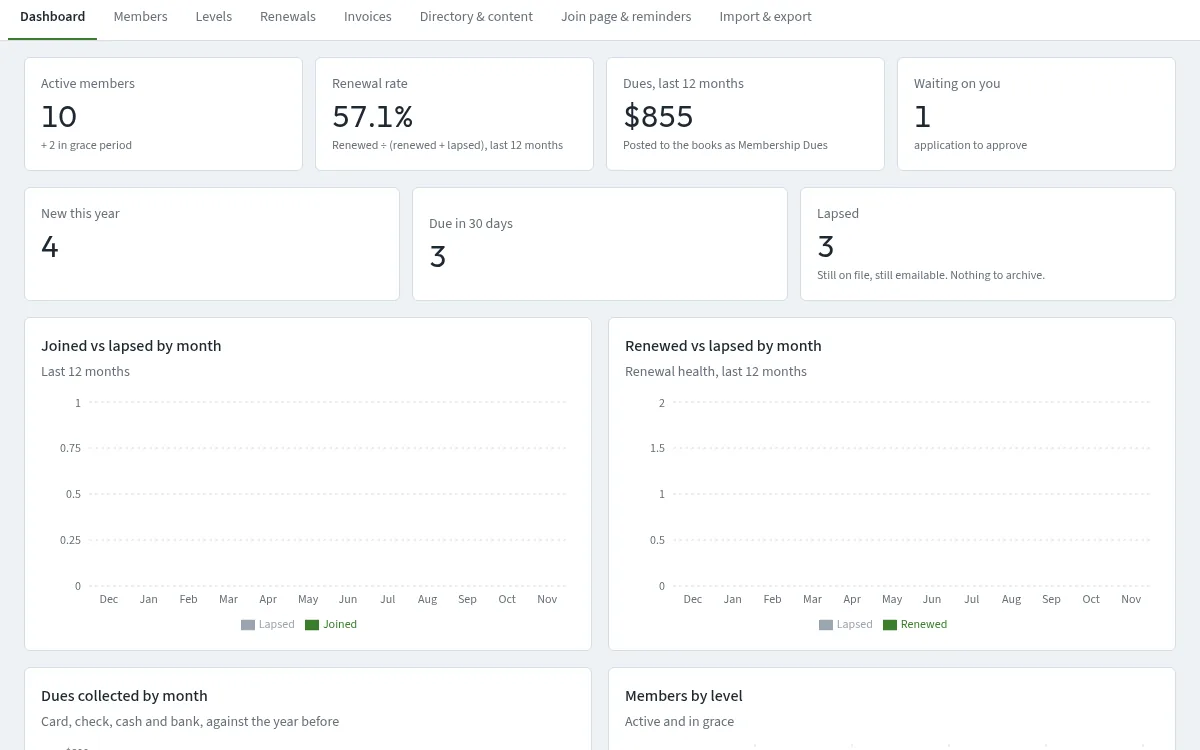 Dashboard Members Levels Renewals Invoices Directory & content Join page & reminders Import & export
Active members
10
+ 2 in grace period
Renewal rate
57.1%
Renewed ÷ (renewed + lapsed), last 12 months
Dues, last 12 months
$855
Posted to the books as Membership Dues
Waiting on you
1
application to approve
New this year
4
Due in 30 days
3
Lapsed
3
Still on file, still emailable. Nothing to archive.
Joined vs lapsed by month
Last 12 months
1
0.75
0.5
0.25
0
Dec Jan Feb Mar Apr May Jun Jul Aug Sep Oct Nov
Lapsed Joined
Renewed vs lapsed by month
Renewal health, last 12 months
2
1.5
1
0.5
0
Dec Jan Feb Mar Apr May Jun Jul Aug Sep Oct Nov
Lapsed Renewed
Dues collected by month
Card, check, cash and bank, against the year before
Members by level
Active and in grace